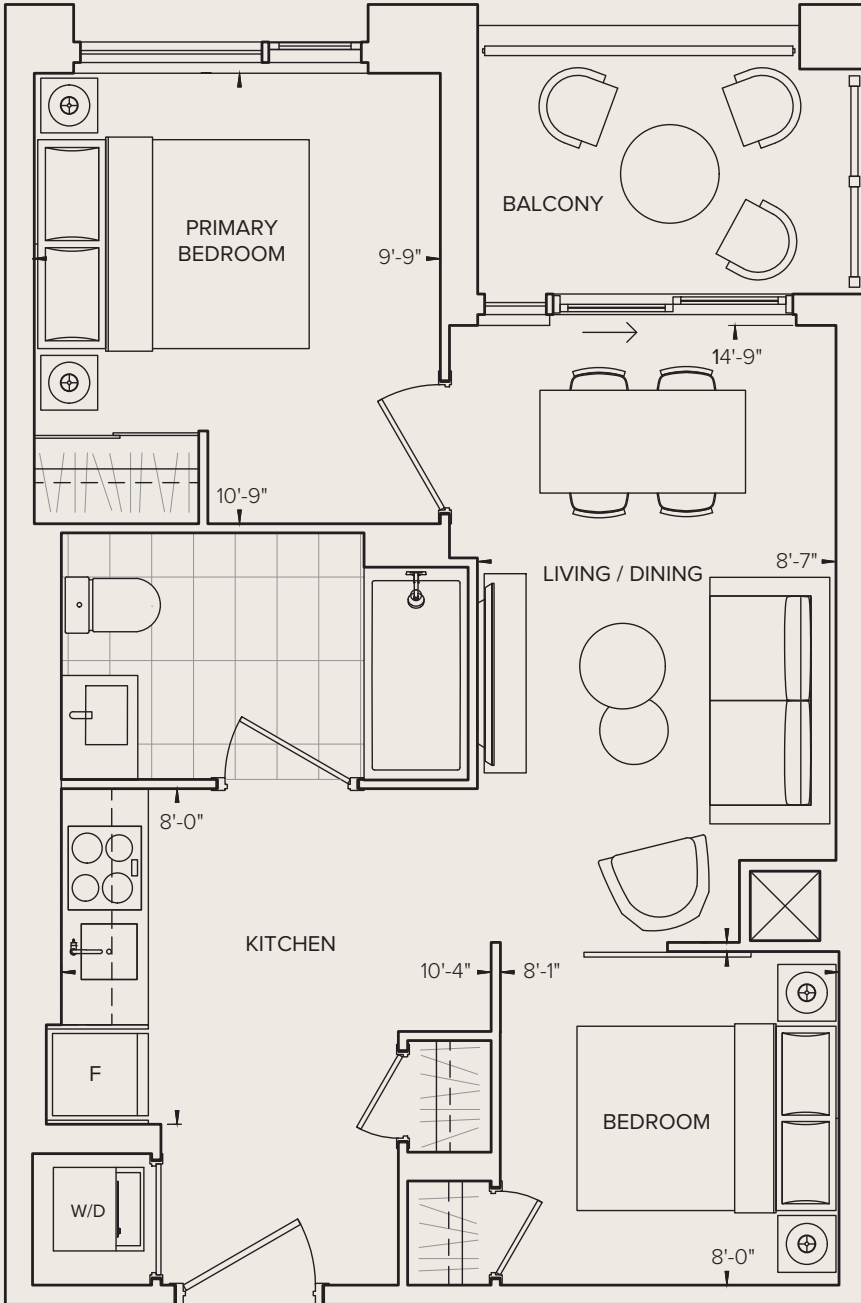 BALCONY
PRIMARY
BEDROOM
9'-9"
14'-9"
10'-9"
LIVING / DINING
8'-7"
8'-0"
KITCHEN
10'-4"
8'-1"
F
BEDROOM
W/D
8'-0"